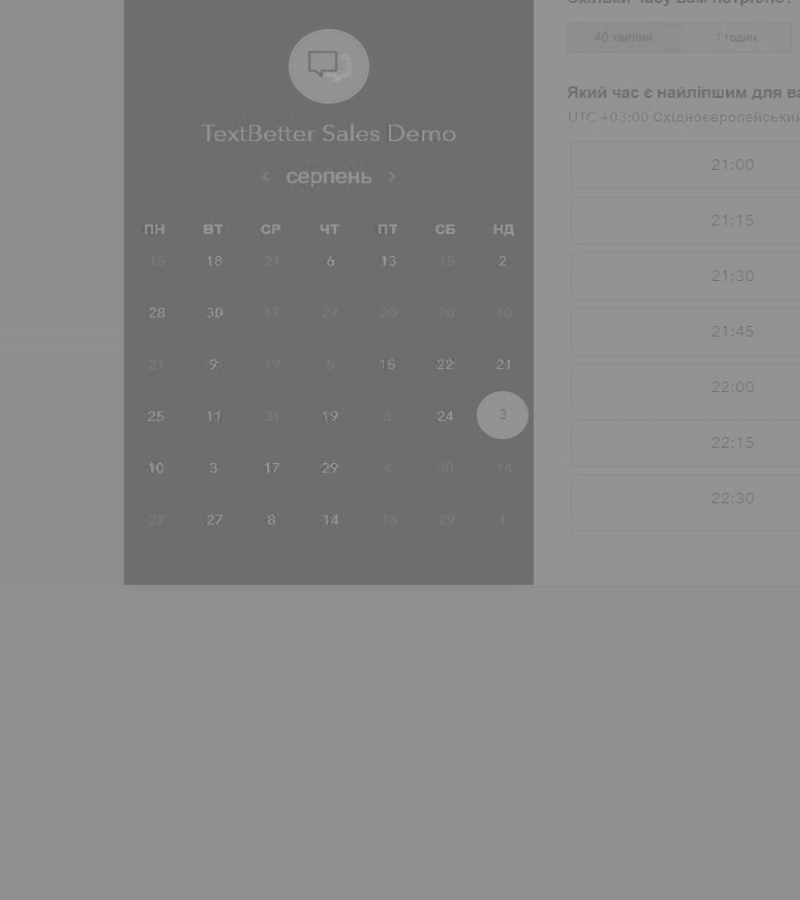 40 хвилин 1 годин
Який час є найліпшим для ва
UTC +03:00 Східноєвропейський
TextBetter Sales Demo
‹ серпень ›
ПН ВТ СР ЧТ ПТ СБ НД
15 18 21 6 13 15 2
28 30 17 27 20 20 10
21 9 19 5 15 22 21
25 11 31 19 8 24 3
10 3 17 29 4 30 14
27 27 8 14 13 29 1
21:00
21:15
21:30
21:45
22:00
22:15
22:30